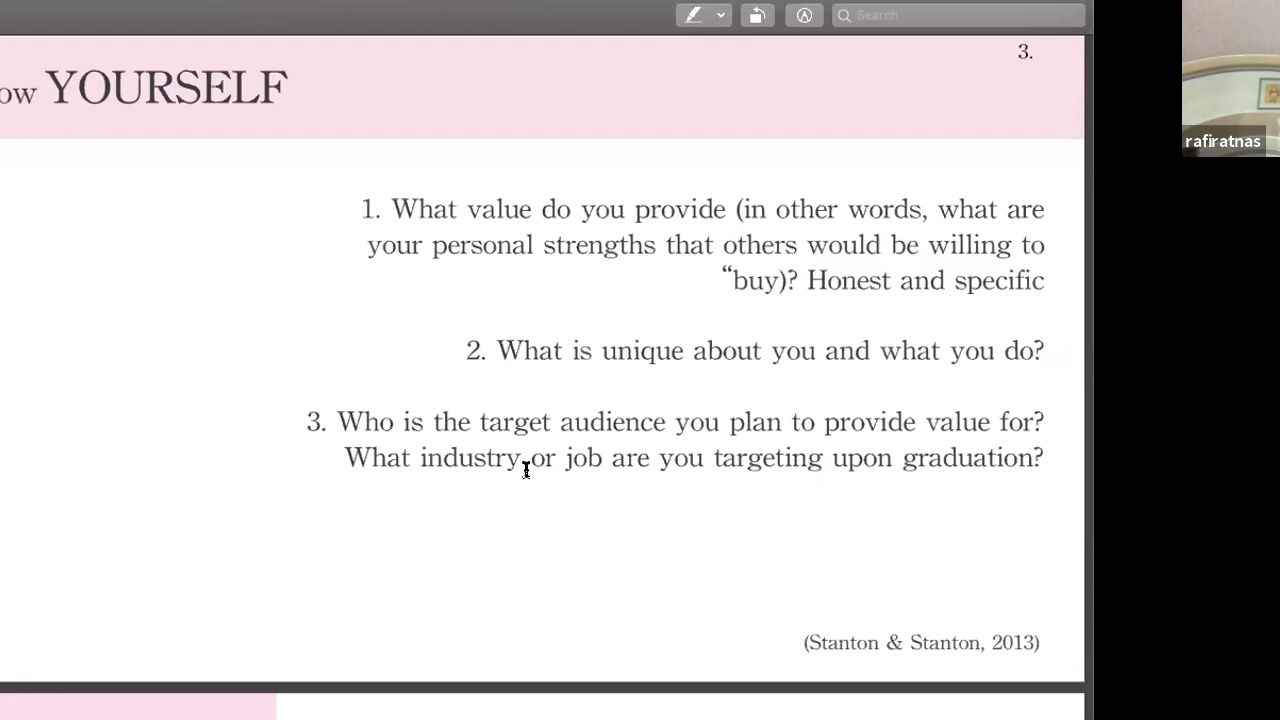 Search
3.
ow YOURSELF
rafiratnas
1. What value do you provide (in other words, what are
your personal strengths that others would be willing to
“buy)? Honest and specific
2. What is unique about you and what you do?
3. Who is the target audience you plan to provide value for?
What industry or job are you targeting upon graduation?
(Stanton & Stanton, 2013)